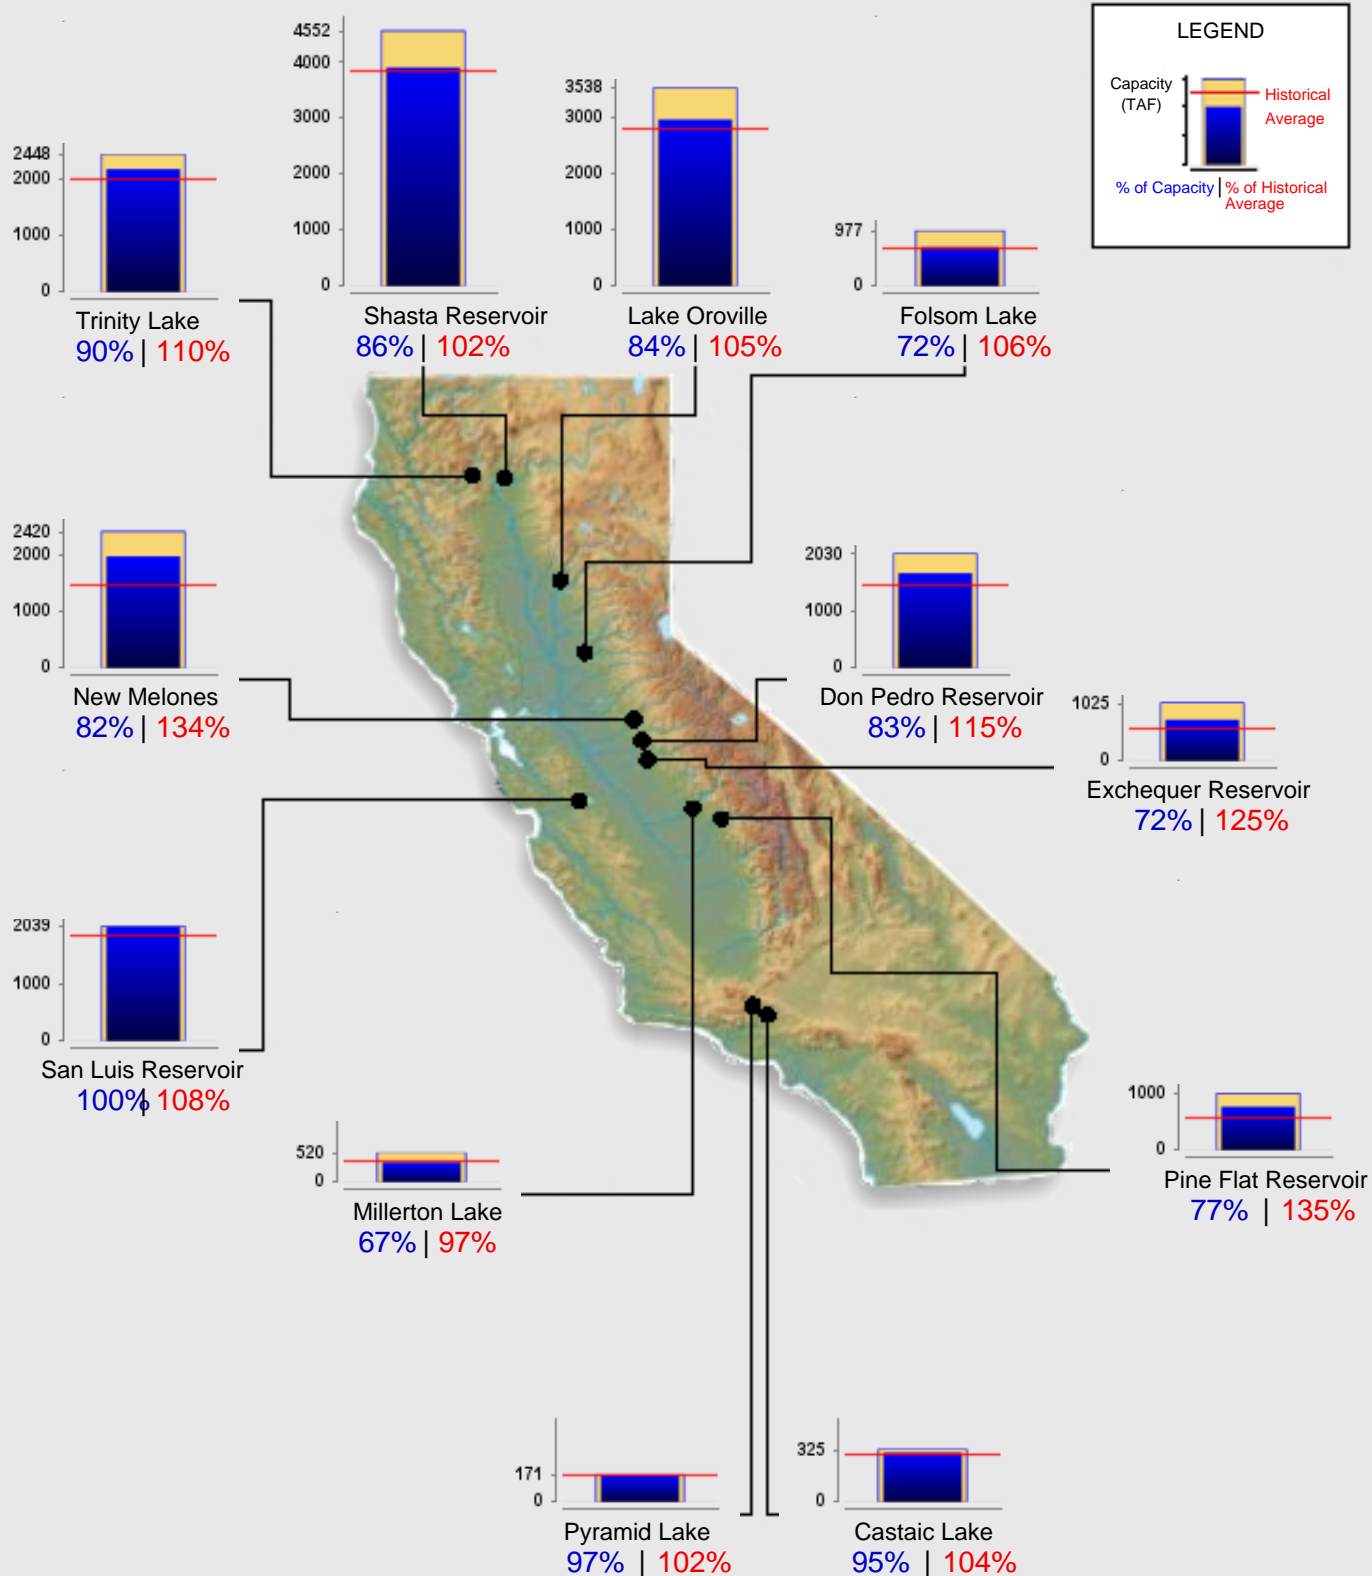 LEGEND
Capacity
(TAF)
Historical
Average
% of Capacity | % of Historical
Average
4552
4000
3000
2000
1000
0
Shasta Reservoir
86% | 102%
3538
3000
2000
1000
0
Lake Oroville
84% | 105%
977
0
Folsom Lake
72% | 106%
2448
2000
1000
0
Trinity Lake
90% | 110%
2420
2000
1000
0
New Melones
82% | 134%
2030
1000
0
Don Pedro Reservoir
83% | 115%
1025
0
Exchequer Reservoir
72% | 125%
2039
1000
0
San Luis Reservoir
100% | 108%
520
0
Millerton Lake
67% | 97%
1000
0
Pine Flat Reservoir
77% | 135%
171
0
Pyramid Lake
97% | 102%
325
0
Castaic Lake
95% | 104%